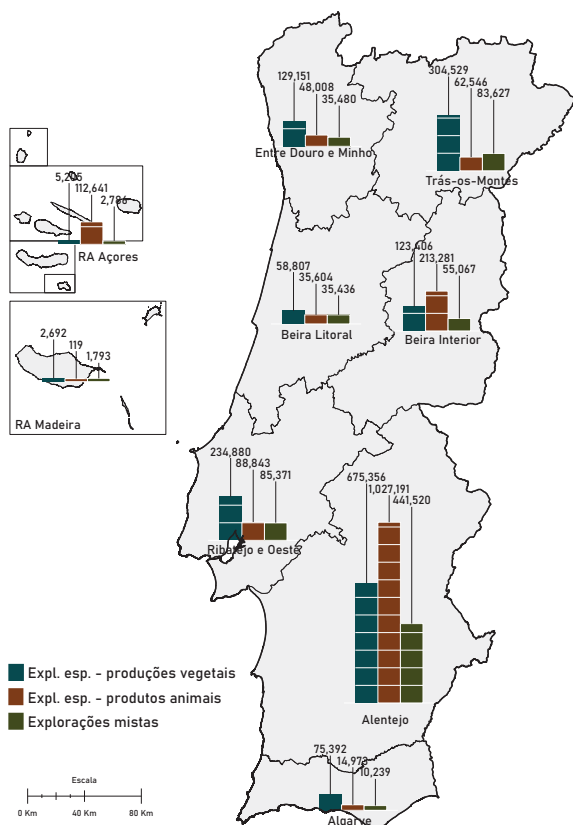 129,151
48,008
35,480
Entre Douro e Minho
304,529
62,546
83,627
Trás-os-Montes
5,205
112,641
2,786
RA Açores
58,807
35,604
35,436
Beira Litoral
123,406
213,281
55,067
Beira Interior
2,692
119
1,793
RA Madeira
234,880
88,843
85,371
Ribatejo e Oeste
675,356
1,027,191
441,520
Alentejo
Expl. esp. - produções vegetais
Expl. esp. - produtos animais
Explorações mistas
75,392
14,973
10,239
Algarve
Escala
0 Km 40 Km 80 Km